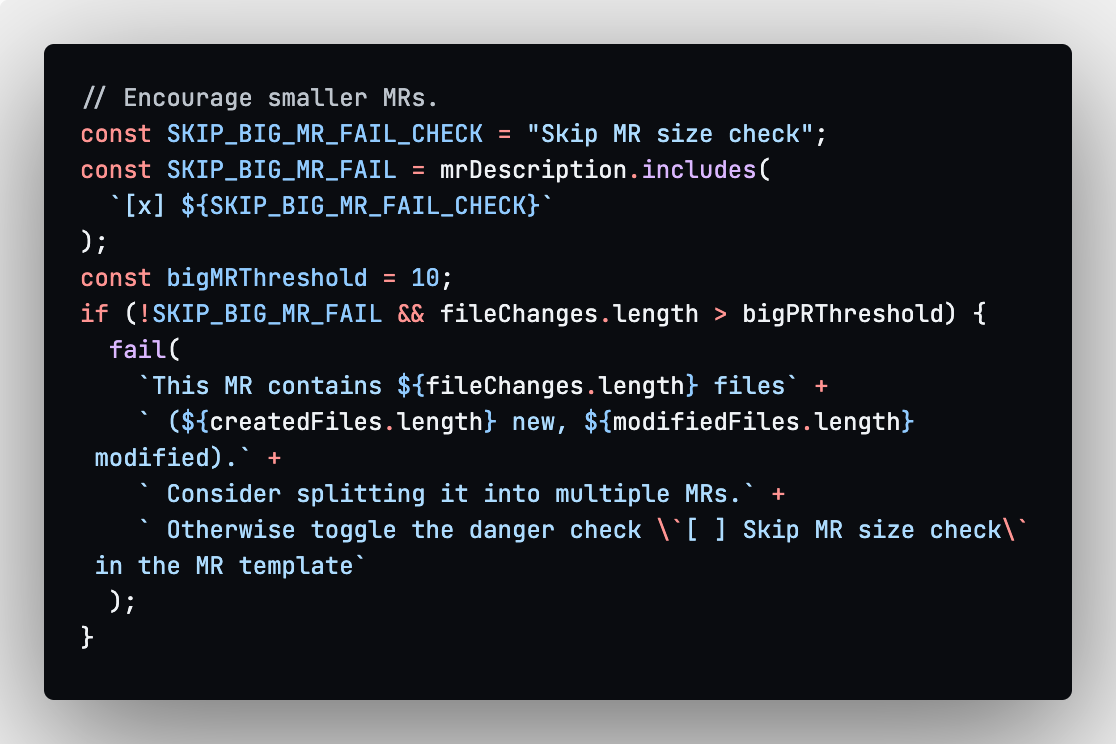 // Encourage smaller MRs.
const SKIP_BIG_MR_FAIL_CHECK = "Skip MR size check";
const SKIP_BIG_MR_FAIL = mrDescription.includes(
  `[x] ${SKIP_BIG_MR_FAIL_CHECK}`
);
const bigMRThreshold = 10;
if (!SKIP_BIG_MR_FAIL && fileChanges.length > bigPRThreshold) {
  fail(
    `This MR contains ${fileChanges.length} files` +
    ` (${createdFiles.length} new, ${modifiedFiles.length}
 modified).` +
    ` Consider splitting it into multiple MRs.` +
    ` Otherwise toggle the danger check \`[ ] Skip MR size check\`
 in the MR template`
  );
}